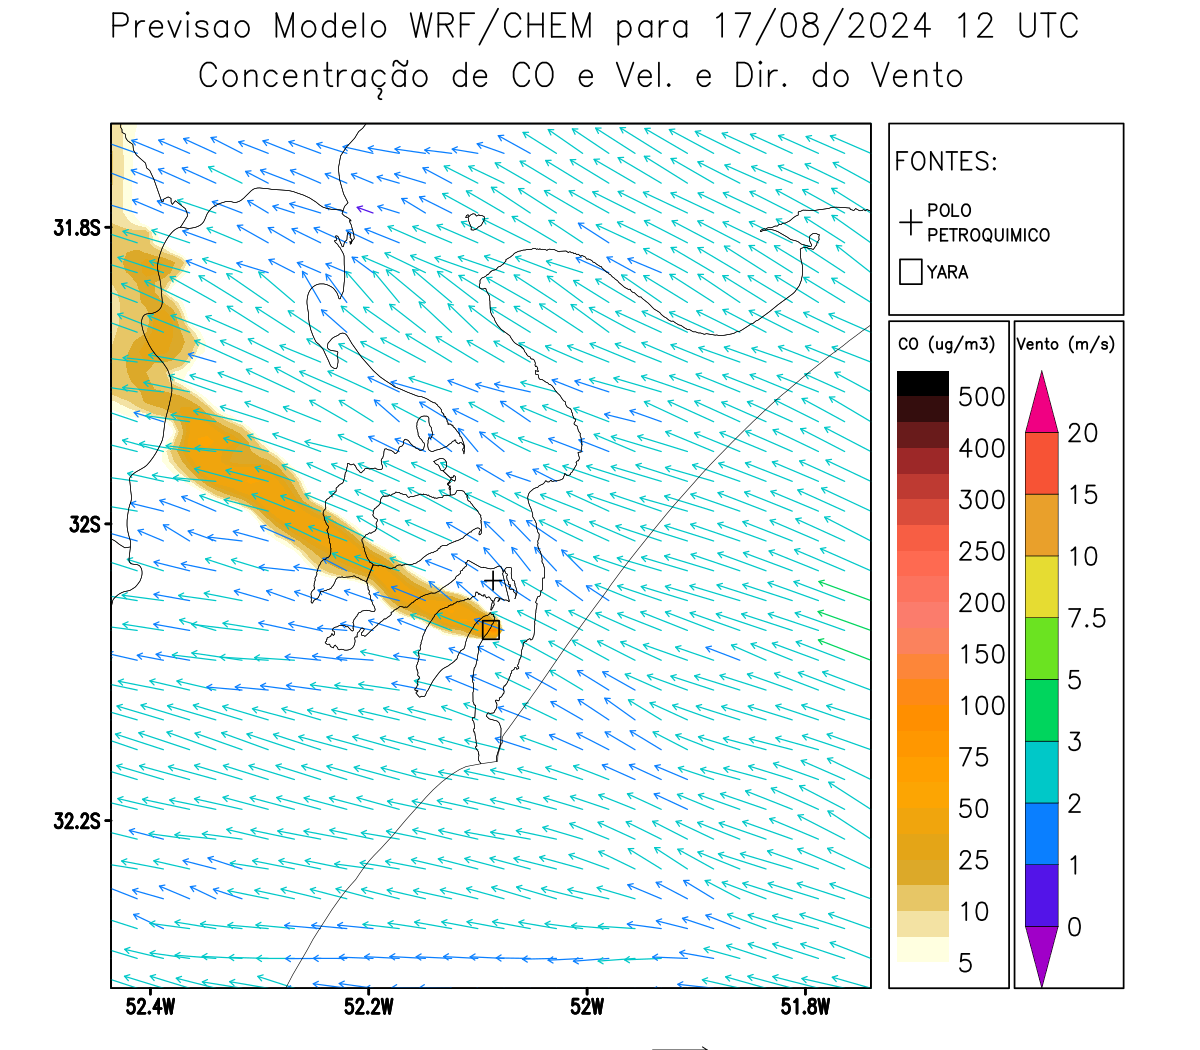 Previsao Modelo WRF/CHEM para 17/08/2024 12 UTC
Concentração de CO e Vel. e Dir. do Vento
FONTES:
POLO
PETROQUIMICO
YARA
CO (ug/m3)
500
400
300
250
200
150
100
75
50
25
10
5
Vento (m/s)
20
15
10
7.5
5
3
2
1
0
31.8S
32S
32.2S
52.4W
52.2W
52W
51.8W